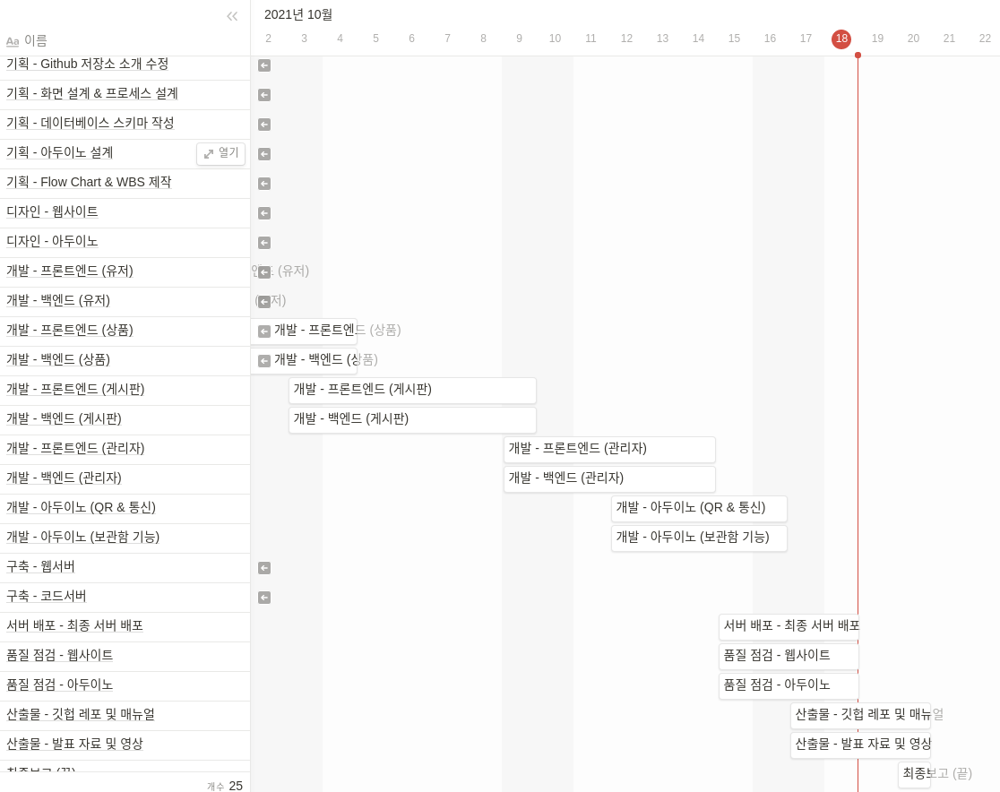 2021년 10월
Aa 이름
2 3 4 5 6 7 8 9 10 11 12 13 14 15 16 17 18 19 20 21 22
기획 - Github 저장소 소개 수정
기획 - 화면 설계 & 프로세스 설계
기획 - 데이터베이스 스키마 작성
기획 - 아두이노 설계 열기
기획 - Flow Chart & WBS 제작
디자인 - 웹사이트
디자인 - 아두이노
개발 - 프론트엔드 (유저) (유저)
개발 - 백엔드 (유저)
개발 - 프론트엔드 (상품) 개발 - 프론트엔드 (상품)
개발 - 백엔드 (상품) 개발 - 백엔드 (상품)
개발 - 프론트엔드 (게시판) 개발 - 프론트엔드 (게시판)
개발 - 백엔드 (게시판) 개발 - 백엔드 (게시판)
개발 - 프론트엔드 (관리자) 개발 - 프론트엔드 (관리자)
개발 - 백엔드 (관리자) 개발 - 백엔드 (관리자)
개발 - 아두이노 (QR & 통신) 개발 - 아두이노 (QR & 통신)
개발 - 아두이노 (보관함 기능) 개발 - 아두이노 (보관함 기능)
구축 - 웹서버
구축 - 코드서버
서버 배포 - 최종 서버 배포 서버 배포 - 최종 서버 배포
품질 점검 - 웹사이트 품질 점검 - 웹사이트
품질 점검 - 아두이노 품질 점검 - 아두이노
산출물 - 깃헙 레포 및 매뉴얼 산출물 - 깃헙 레포 및 매뉴얼
산출물 - 발표 자료 및 영상 산출물 - 발표 자료 및 영상
최종보고 (끝) 최종보고 (끝)
개수 25